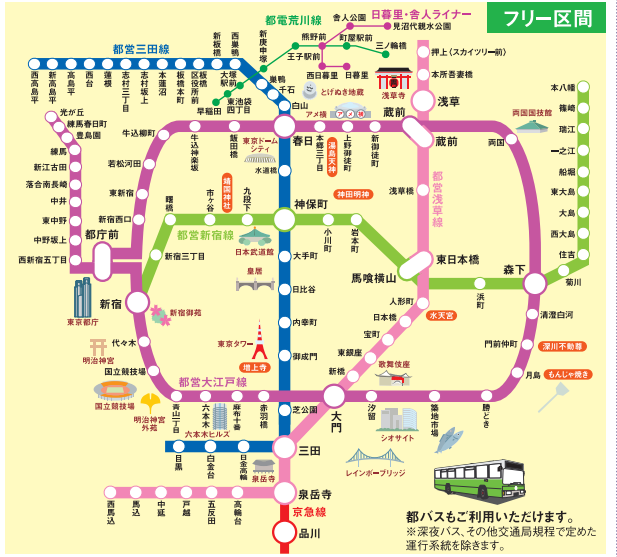 フリー区間
都電荒川線
日暮里・舎人ライナー
舎人公園
見沼代親水公園
熊野前
町屋駅前
三ノ輪橋
王子駅前
西日暮里
日暮里
新庚申塚
巣鴨
大塚駅前
東池袋四丁目
早稲田
とげぬき地蔵
都営三田線
西高島平
新高島平
高島平
西台
蓮根
志村三丁目
志村坂上
本蓮沼
板橋本町
板橋区役所前
新板橋
西巣鴨
巣鴨
千石
白山
春日
水道橋
神保町
大手町
日比谷
内幸町
御成門
芝公園
三田
白金高輪
白金台
目黒
光が丘
練馬春日町
豊島園
練馬
新江古田
落合南長崎
中井
東中野
中野坂上
西新宿五丁目
都庁前
新宿西口
東新宿
若松河田
牛込柳町
牛込神楽坂
飯田橋
東京ドームシティ
本郷三丁目
湯島天神
上野御徒町
アメ横
アメ横
新御徒町
蔵前
蔵前
両国
両国国技館
森下
清澄白河
門前仲町
深川不動尊
月島
もんじゃ焼き
勝どき
築地市場
汐留
シオサイト
大門
赤羽橋
麻布十番
六本木
六本木ヒルズ
青山一丁目
国立競技場
国立競技場
代々木
新宿
都営大江戸線
新宿御苑
東京都庁
明治神宮
明治神宮外苑
都営新宿線
新宿三丁目
曙橋
市ヶ谷
靖国神社
九段下
日本武道館
皇居
小川町
神田明神
岩本町
馬喰横山
浜町
菊川
住吉
西大島
大島
東大島
船堀
一之江
瑞江
篠崎
本八幡
都営浅草線
押上(スカイツリー前)
本所吾妻橋
浅草
浅草寺
浅草橋
東日本橋
人形町
水天宮
日本橋
宝町
東銀座
歌舞伎座
新橋
東京タワー
増上寺
泉岳寺
泉岳寺
高輪台
五反田
戸越
中延
馬込
西馬込
京急線
品川
レインボーブリッジ
都バスもご利用いただけます。
※深夜バス、その他交通局規程で定めた
運行系統を除きます。